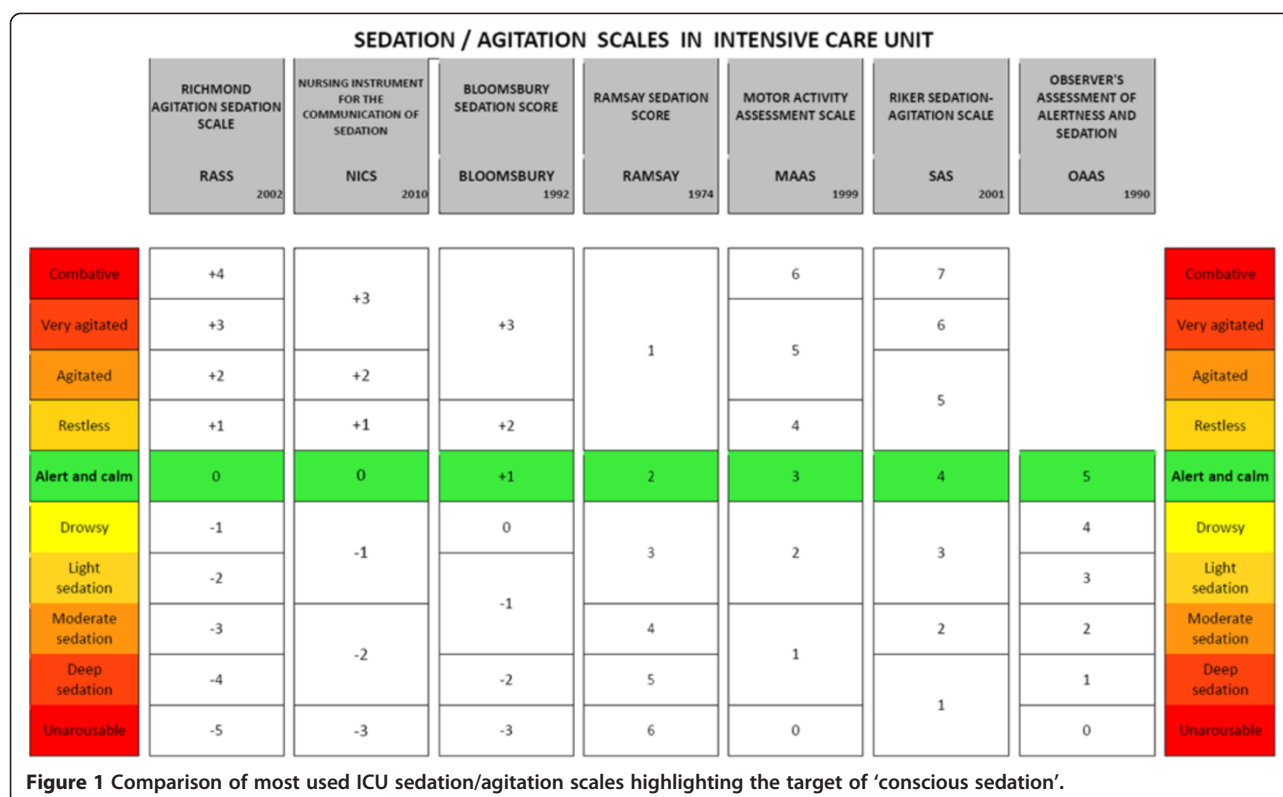 SEDATION / AGITATION SCALES IN INTENSIVE CARE UNIT
RICHMOND
AGITATION SEDATION
SCALE
RASS
2002
NURSING INSTRUMENT
FOR THE
COMMUNICATION OF
SEDATION
NICS
2010
BLOOMSBURY
SEDATION SCORE
BLOOMSBURY
1992
RAMSAY SEDATION
SCORE
RAMSAY
1974
MOTOR ACTIVITY
ASSESSMENT SCALE
MAAS
1999
RIKER SEDATION-
AGITATION SCALE
SAS
2001
OBSERVER'S
ASSESSMENT OF
ALERTNESS AND
SEDATION
OAAS
1990
Combative
Very agitated
Agitated
Restless
Alert and calm
Drowsy
Light
sedation
Moderate
sedation
Deep
sedation
Unarousable
+4
+3
+2
+1
0
-1
-2
-3
-4
-5
+3
+2
+1
0
-1
-2
-3
+3
+2
+1
0
-1
-2
-3
1
2
3
4
5
6
6
5
4
3
2
1
0
7
6
5
4
3
2
1
5
4
3
2
1
0
Combative
Very agitated
Agitated
Restless
Alert and calm
Drowsy
Light
sedation
Moderate
sedation
Deep
sedation
Unarousable
Figure 1 Comparison of most used ICU sedation/agitation scales highlighting the target of 'conscious sedation'.